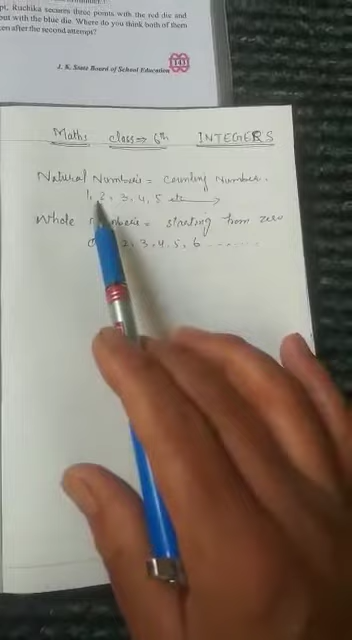 pt, Ruchika secures three points with the red die and
out with the blue die. Where do you think both of them
en after the second attempt?
J. K. State Board of School Education 141
Maths class⇒ 6th INTEGERS
Natural Numbers = Counting Number.
1, 2, 3, 4, 5 etc →
Whole Numbers = starting from zero
0, 2, 3, 4, 5, 6 ........